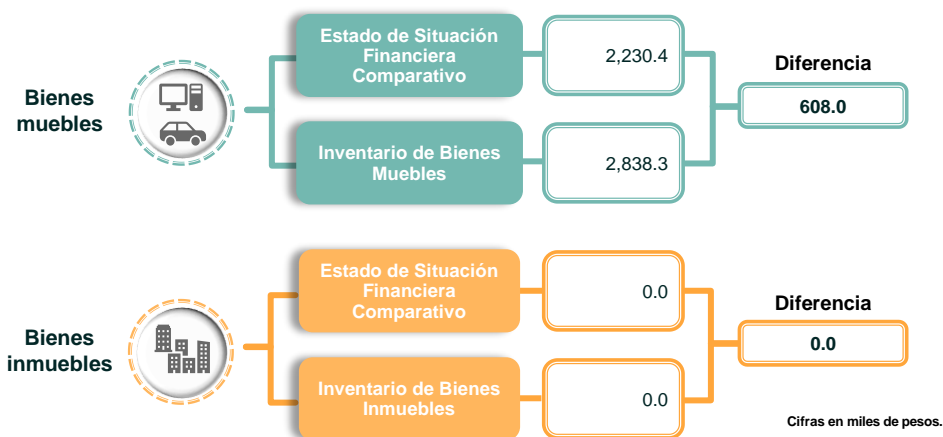 Bienes
muebles
Estado de Situación
Financiera
Comparativo
2,230.4
Inventario de Bienes
Muebles
2,838.3
Diferencia
608.0
Bienes
inmuebles
Estado de Situación
Financiera
Comparativo
0.0
Inventario de Bienes
Inmuebles
0.0
Diferencia
0.0
Cifras en miles de pesos.